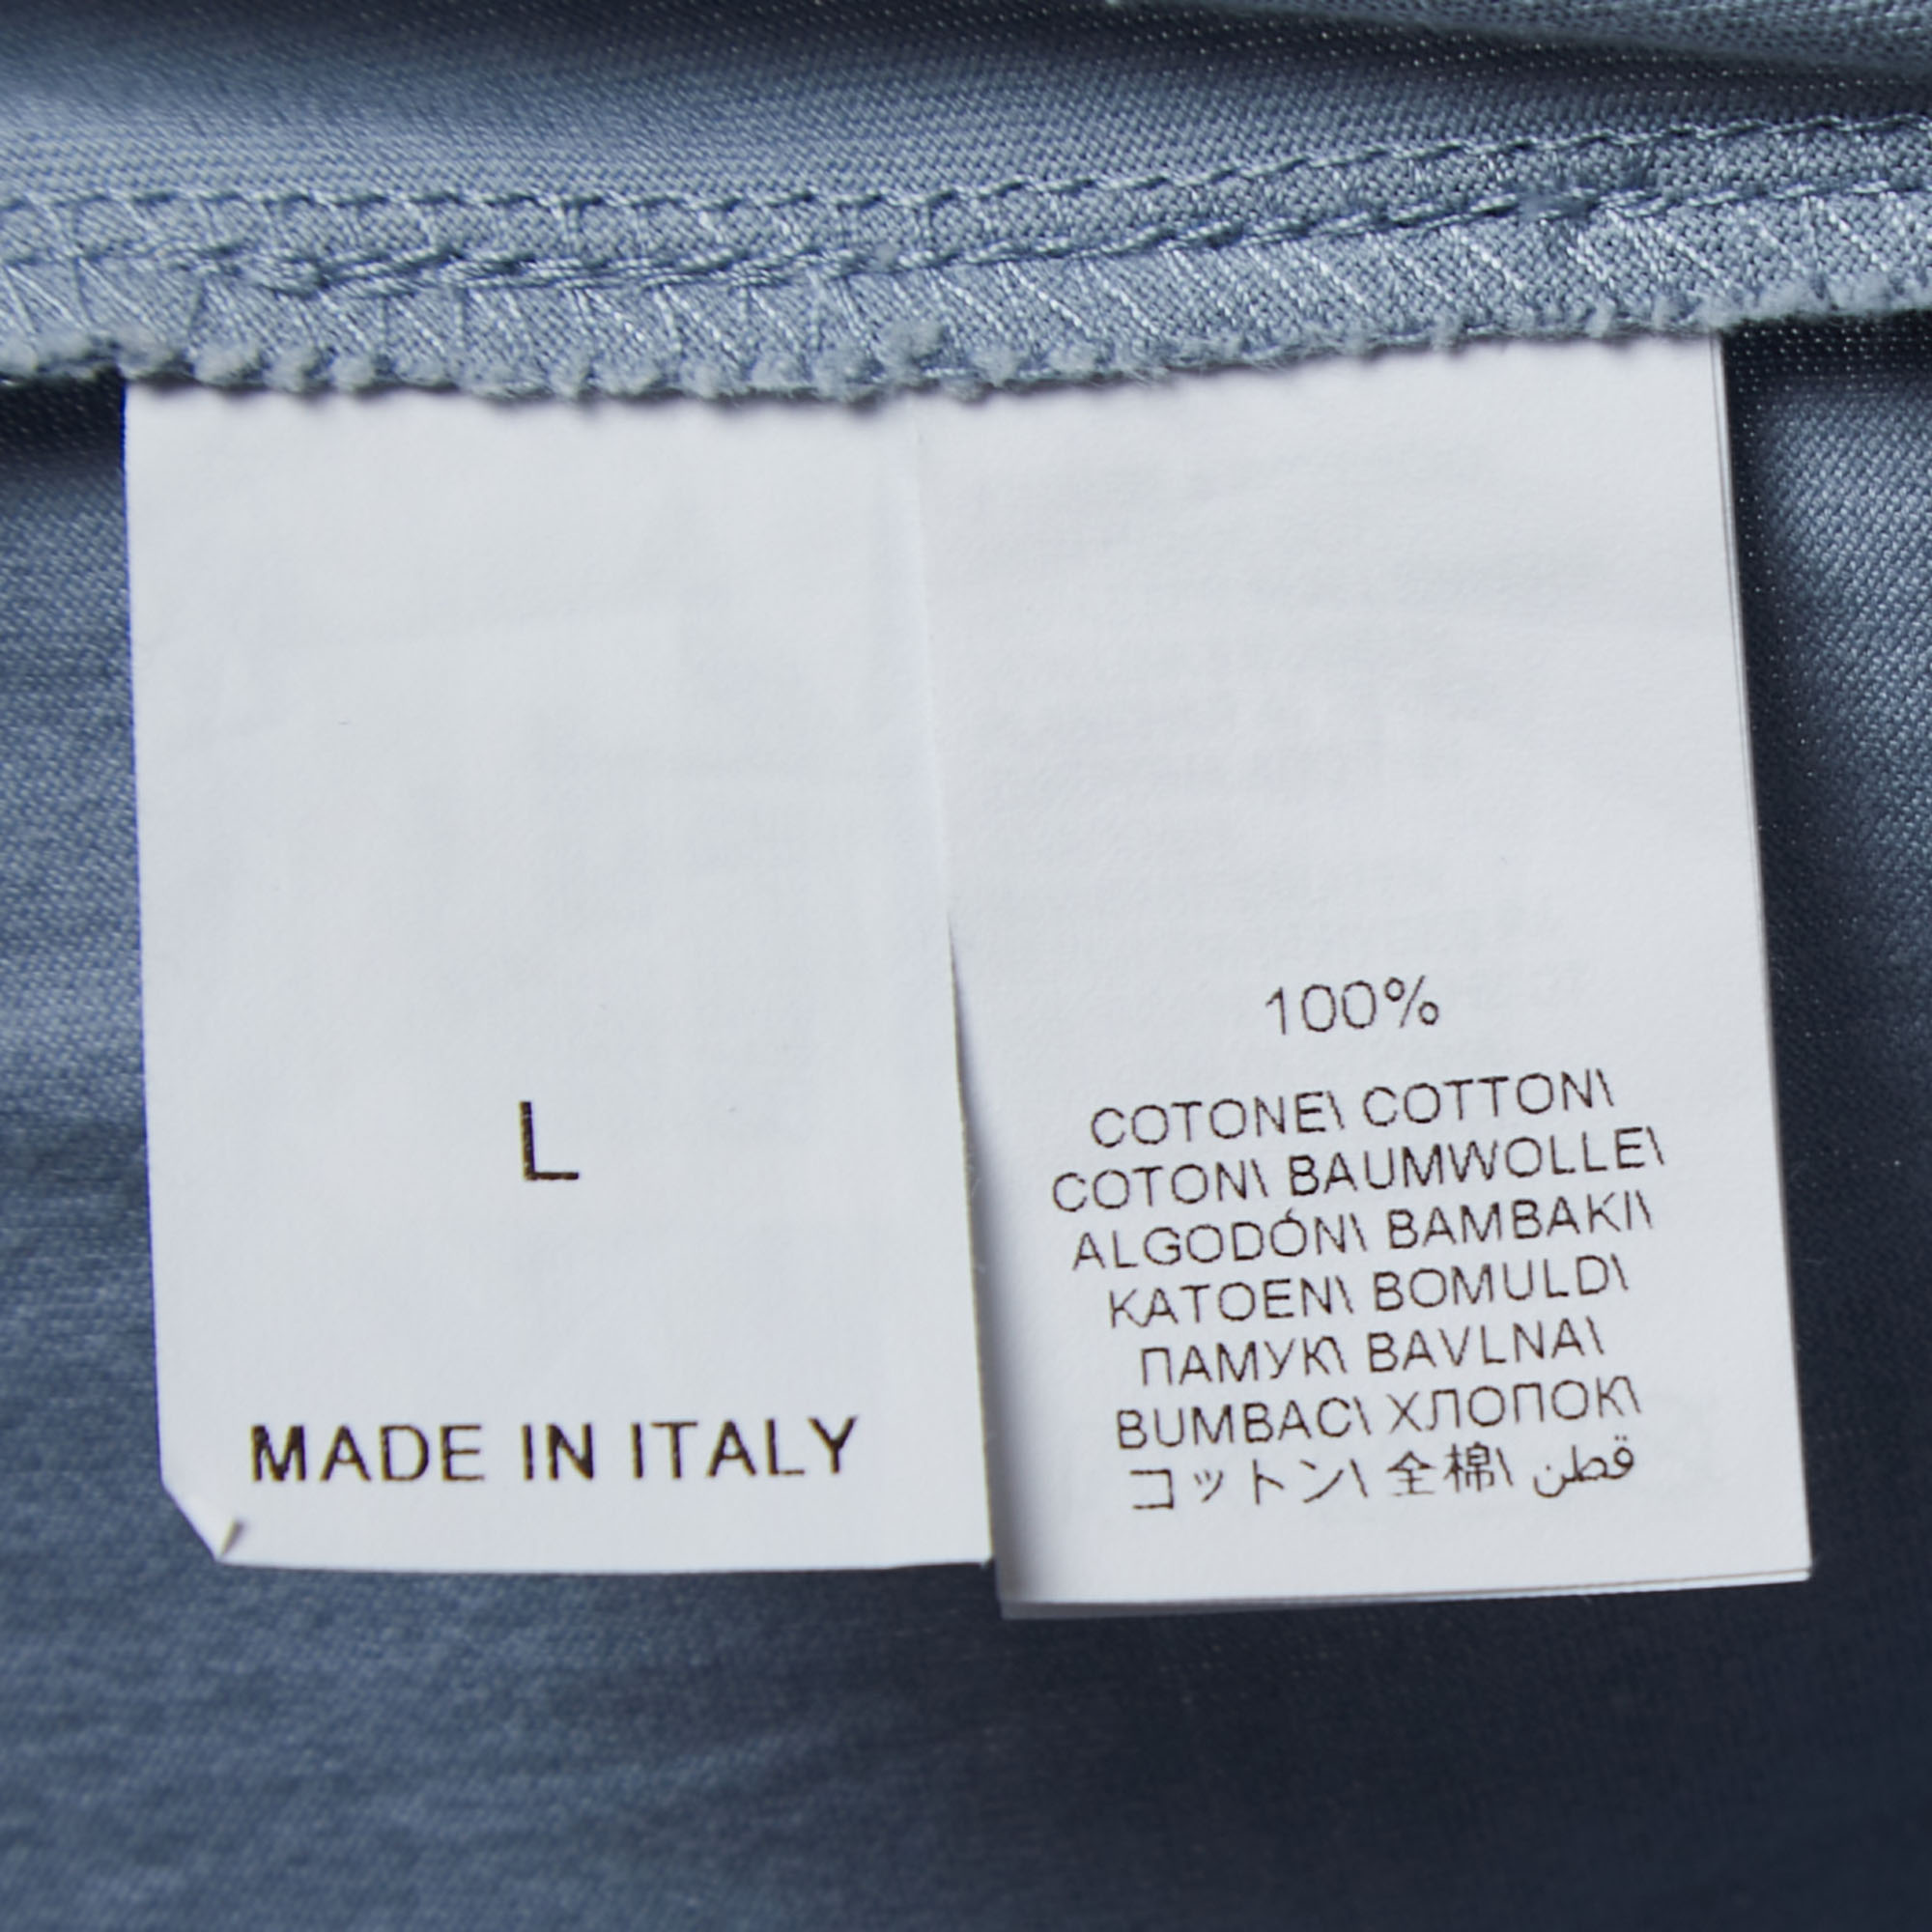 L
MADE IN ITALY
100%
COTONE\ COTTON\
COTON\ BAUMWOLLE\
ALGODÓN\ BAMBAKI\
KATOEN\ BOMULD\
ПАМУК\ BAVLNA\
BUMBAC\ ХЛОПОК\
コットン\ 全棉\ قطن